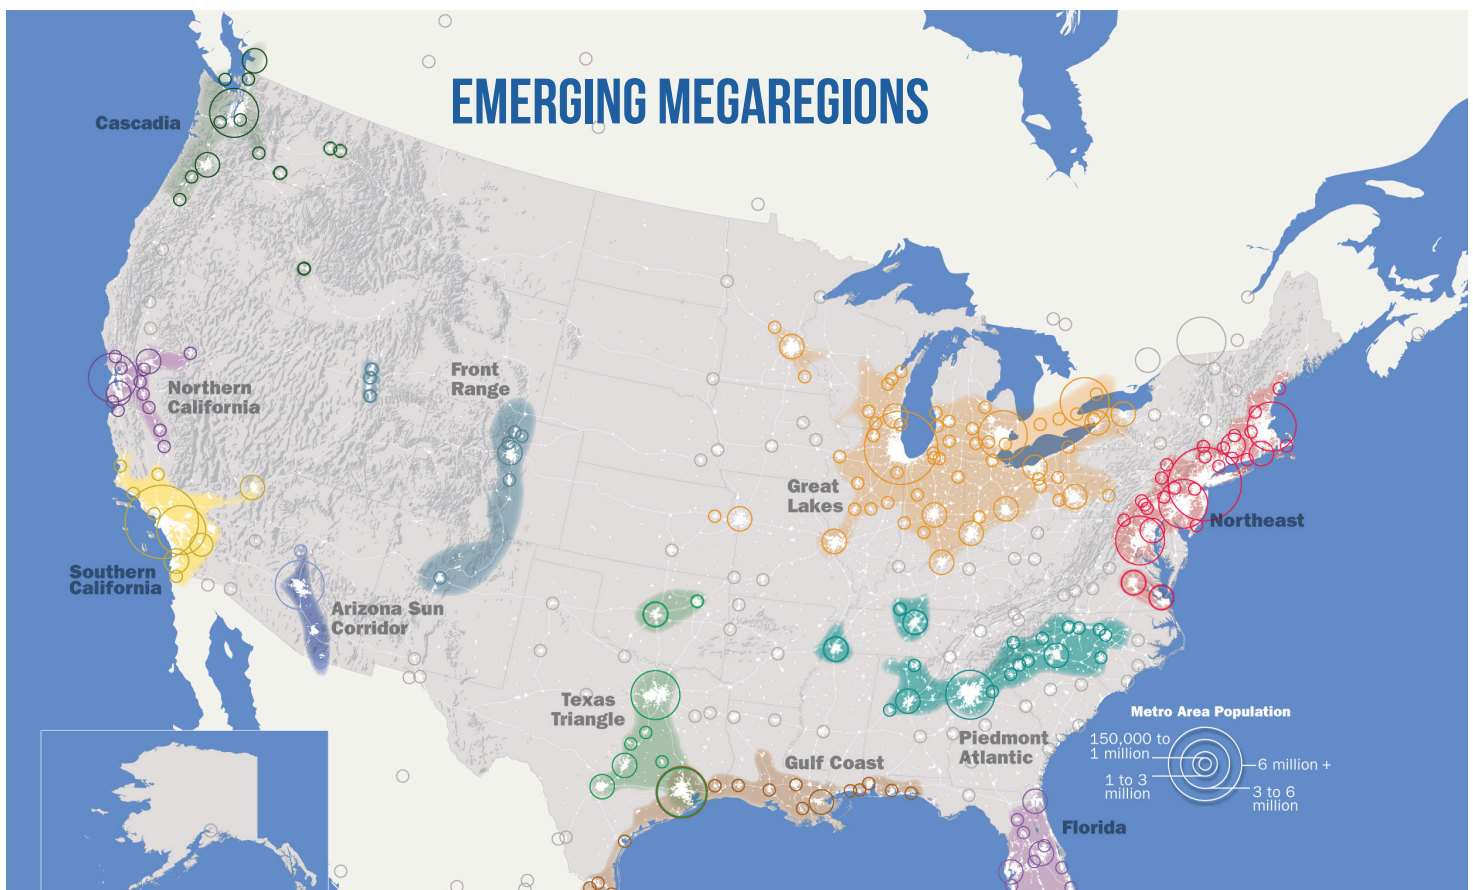 EMERGING MEGAREGIONS
Cascadia
Northern
California
Front
Range
Great
Lakes
Northeast
Southern
California
Arizona Sun
Corridor
Texas
Triangle
Gulf Coast
Piedmont
Atlantic
Florida
Metro Area Population
150,000 to
1 million
1 to 3
million
6 million +
3 to 6
million